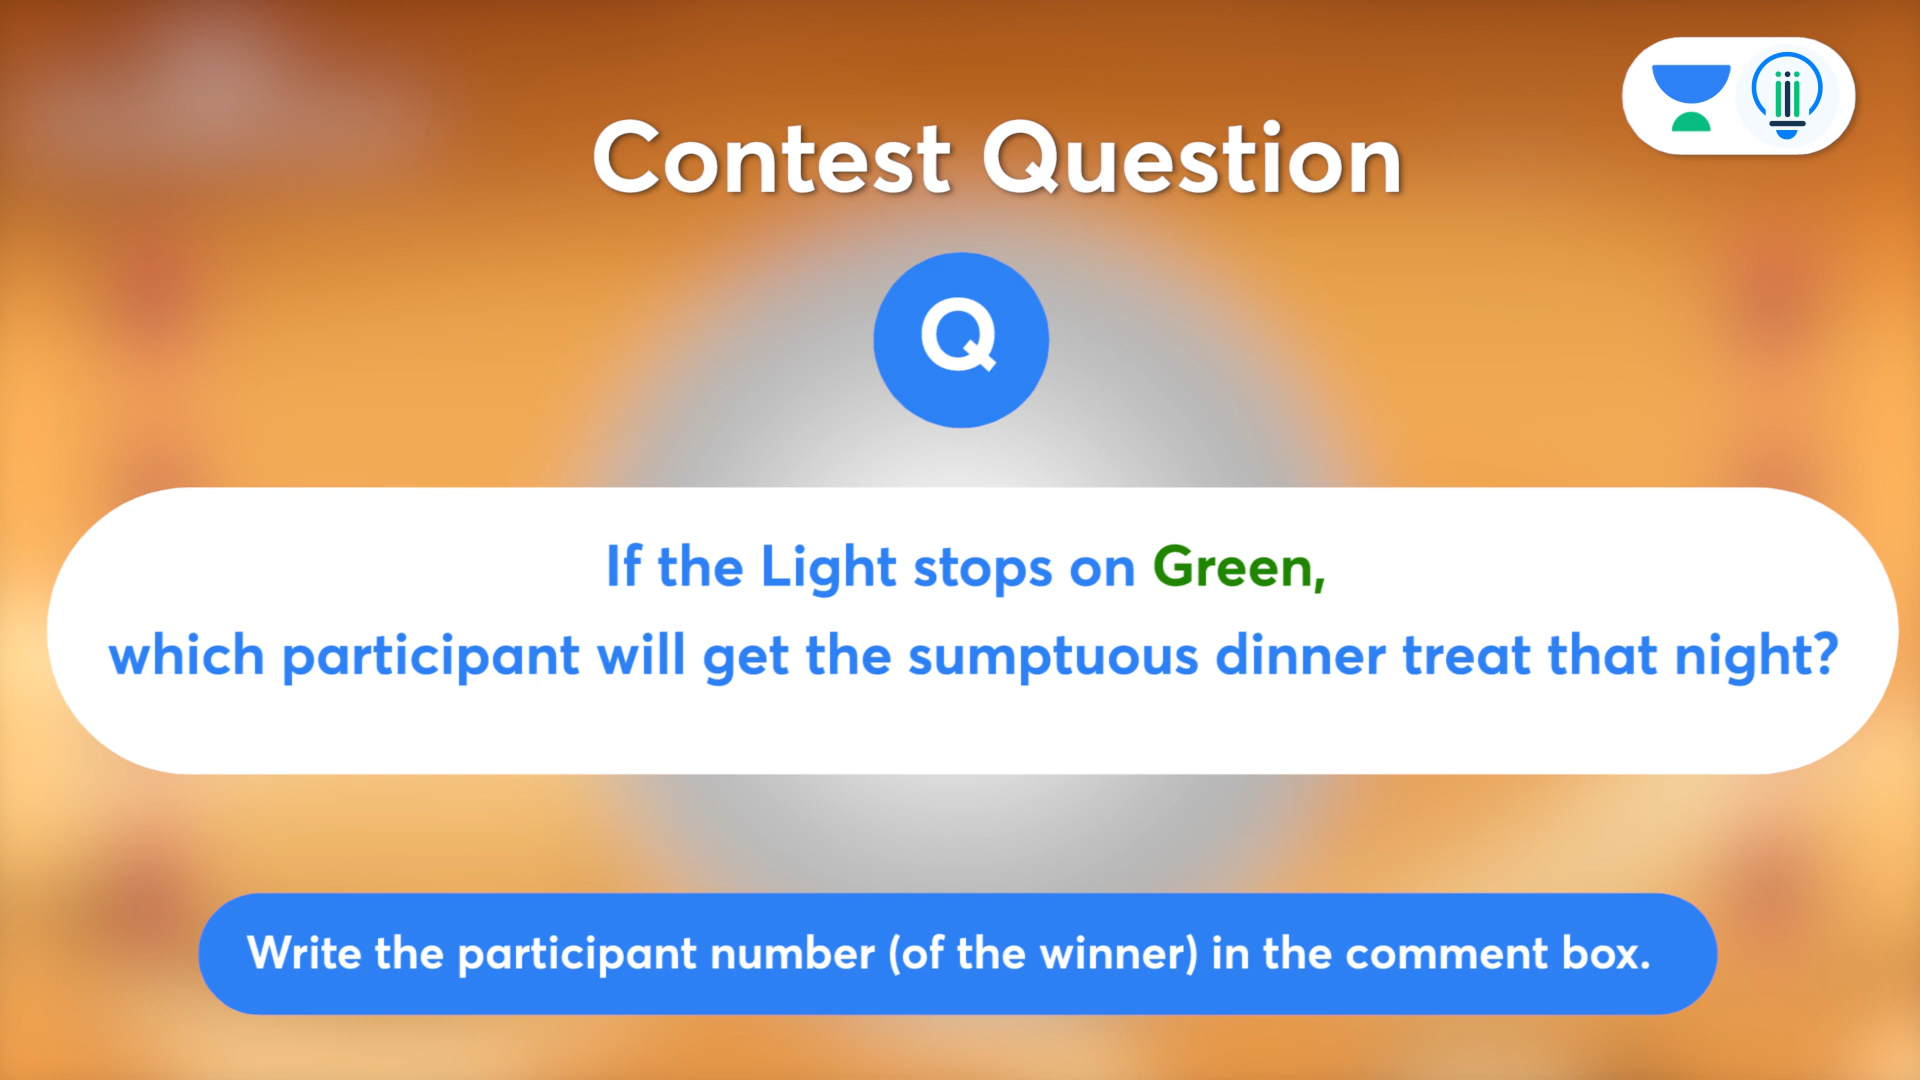 Contest Question
Q
If the Light stops on Green,
which participant will get the sumptuous dinner treat that night?
Write the participant number (of the winner) in the comment box.